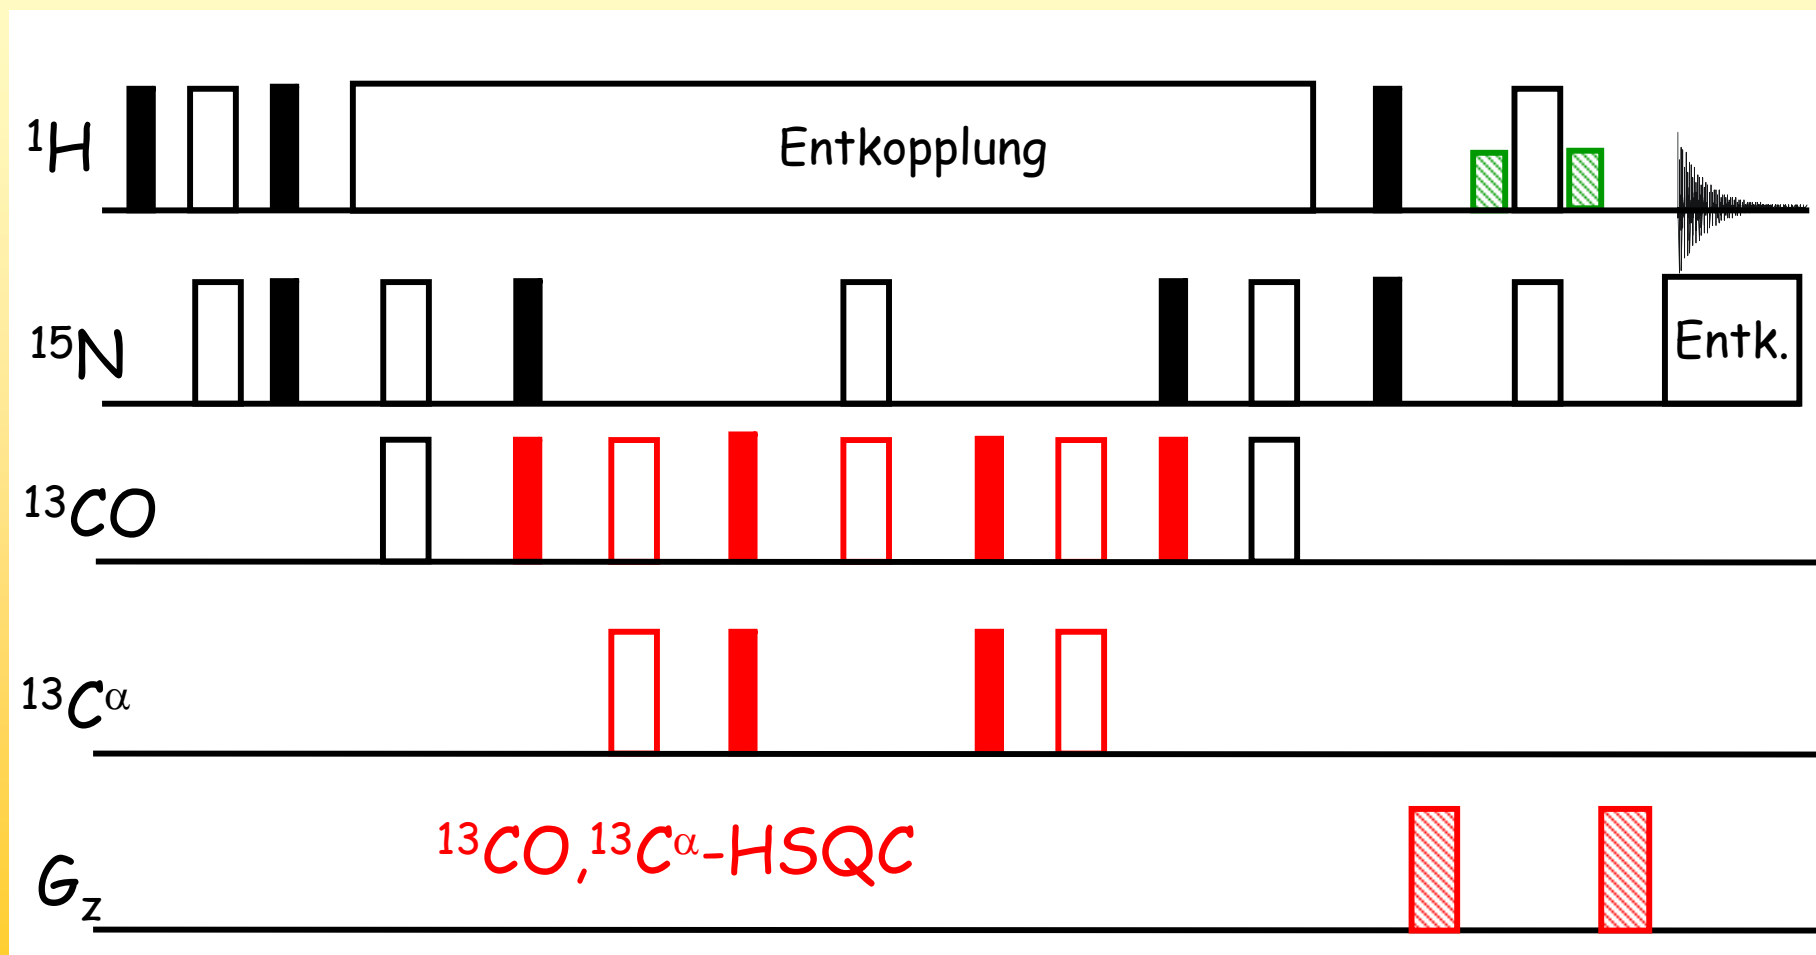 ¹H
Entkopplung
¹⁵N
Entk.
¹³CO
¹³Cα
¹³CO,¹³Cα-HSQC
Gz